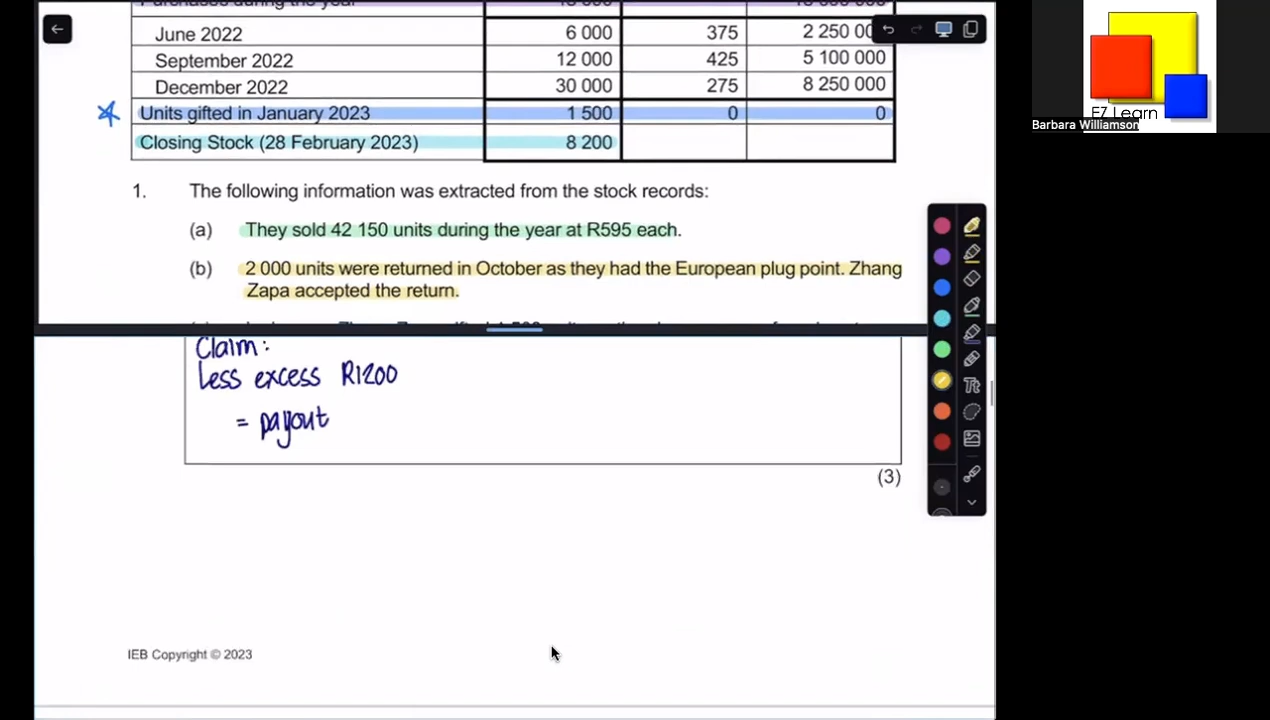 June 2022 6 000 375 2 250 00
September 2022 12 000 425 5 100 000
December 2022 30 000 275 8 250 000
Units gifted in January 2023 1 500 0 0
Closing Stock (28 February 2023) 8 200
1. The following information was extracted from the stock records:
(a) They sold 42 150 units during the year at R595 each.
(b) 2 000 units were returned in October as they had the European plug point. Zhang
Zapa accepted the return.
Claim:
less excess R1200
= payout
(3)
IEB Copyright © 2023
Tt
EZ Learn
Barbara Williamson